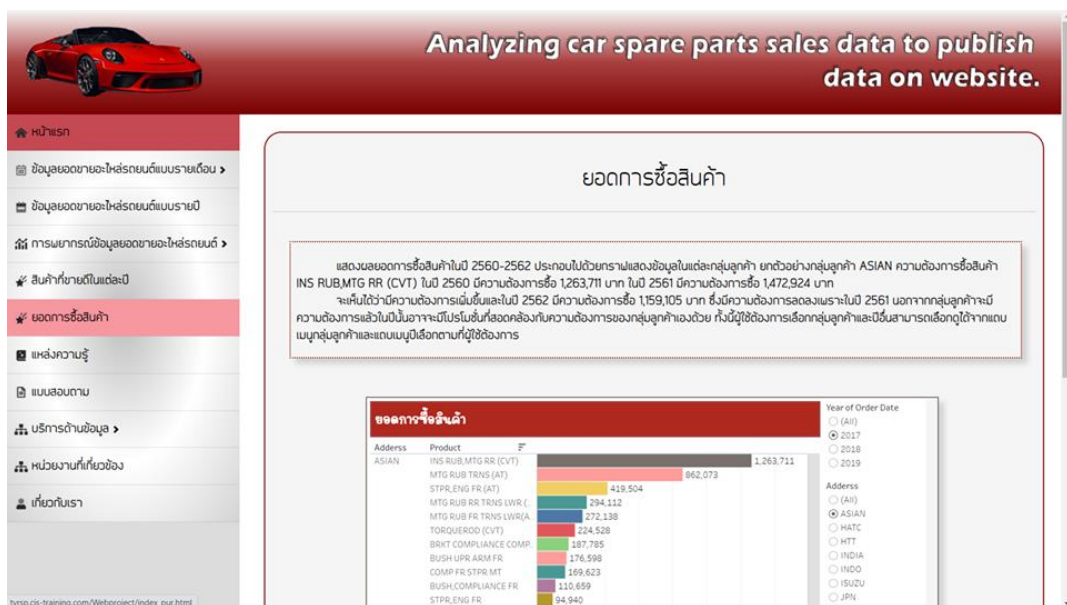 Analyzing car spare parts sales data to publish
data on website.
หน้าแรก
ข้อมูลยอดขายอะไหล่รถยนต์แบบรายเดือน
ข้อมูลยอดขายอะไหล่รถยนต์แบบรายปี
การพยากรณ์ข้อมูลยอดขายอะไหล่รถยนต์
สินค้าที่ขายดีในแต่ละปี
ยอดการซื้อสินค้า
แหล่งความรู้
แบบสอบถาม
บริการด้านข้อมูล
หน่วยงานที่เกี่ยวข้อง
เกี่ยวกับเรา
tvrsp.cis-training.com/Webproject/index_pur.html
ยอดการซื้อสินค้า
แสดงผลยอดการซื้อสินค้าในปี 2560-2562 ประกอบไปด้วยกราฟแสดงข้อมูลในแต่ละกลุ่มลูกค้า ยกตัวอย่างกลุ่มลูกค้า ASIAN ความต้องการซื้อสินค้า
INS RUB,MTG RR (CVT) ในปี 2560 มีความต้องการซื้อ 1,263,711 บาท ในปี 2561 มีความต้องการซื้อ 1,472,924 บาท
จะเห็นได้ว่ามีความต้องการเพิ่มขึ้นและในปี 2562 มีความต้องการซื้อ 1,159,105 บาท ซึ่งมีความต้องการลดลงเพราะในปี 2561 นอกจากกลุ่มลูกค้าจะมี
ความต้องการแล้วในปีนั้นอาจจะมีโปรโมชั่นที่สอดคล้องกับความต้องการของกลุ่มลูกค้าเองด้วย ทั้งนี้ผู้ใช้ต้องการเลือกกลุ่มลูกค้าและปีอื่นสามารถเลือกดูได้จากแถบ
เมนูกลุ่มลูกค้าและแถบเมนูปีเลือกตามที่ผู้ใช้ต้องการ
ยอดการซื้อสินค้า
Adderss Product
ASIAN INS RUB,MTG RR (CVT) 1,263,711
MTG RUB TRNS (AT) 862,073
STPR,ENG FR (AT) 419,504
MTG RUB RR TRNS LWR (. 294,112
MTG RUB FR TRNS LWR(A. 272,138
TORQUEROD (CVT) 224,528
BRKT COMPLIANCE COMP. 187,785
BUSH UPR ARM FR 176,598
COMP FR STPR MT 169,623
BUSH,COMPLIANCE FR 110,659
STPR,ENG FR 94,940
Year of Order Date
(All)
2017
2018
2019
Adderss
(All)
ASIAN
HATC
HTT
INDIA
INDO
ISUZU
JPN